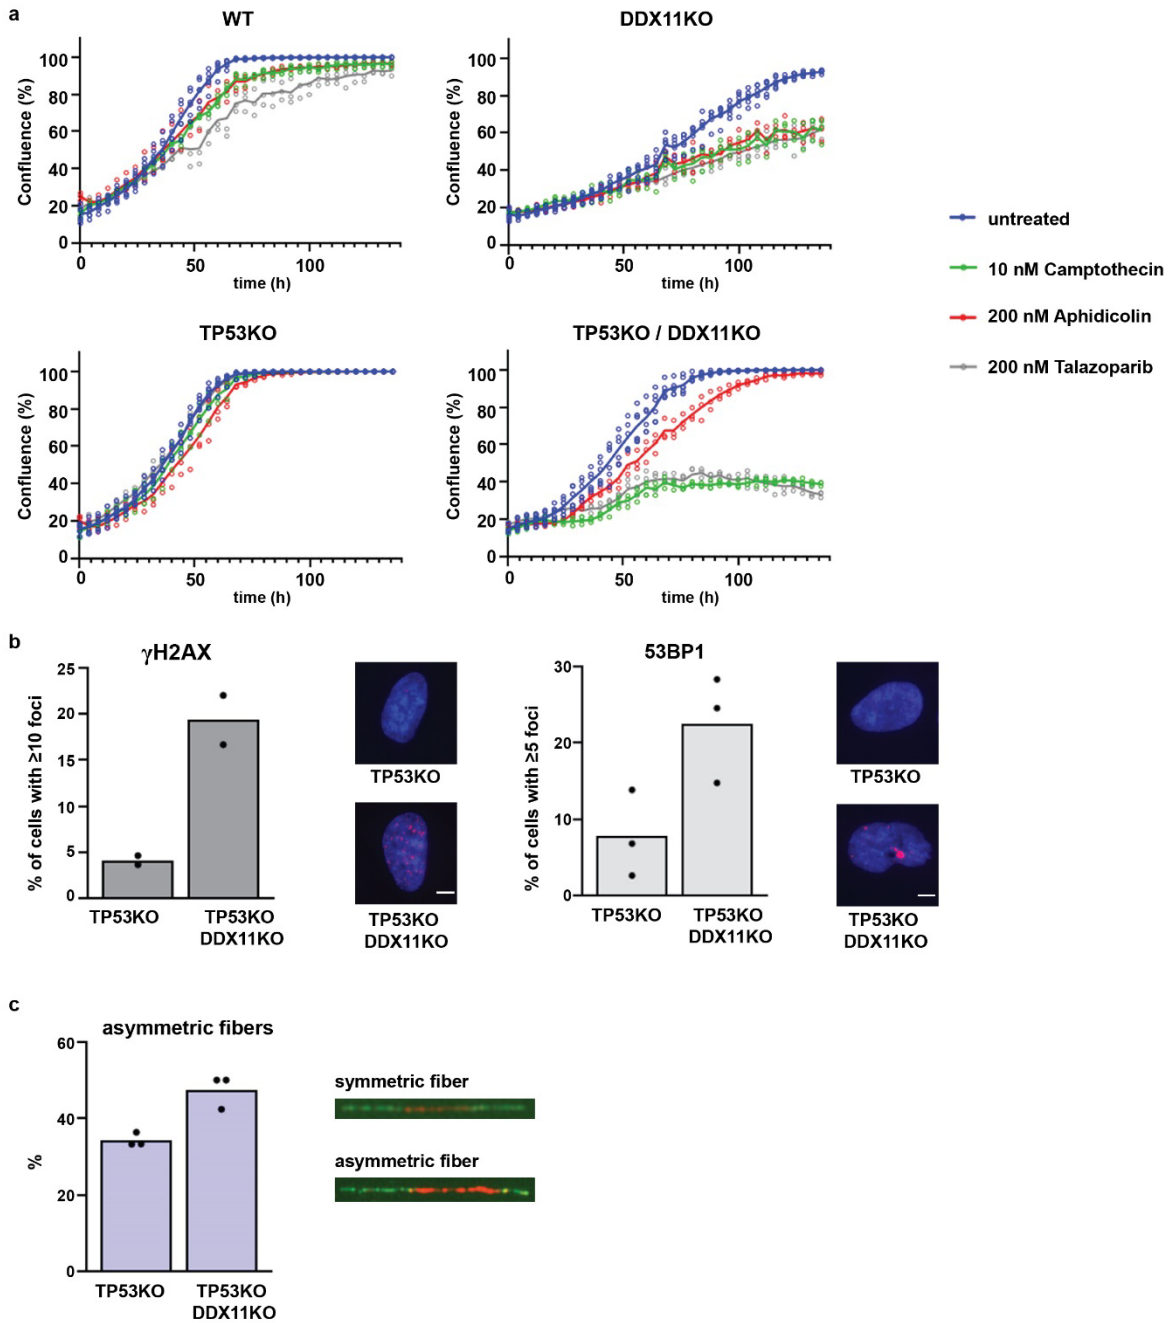 a
WT
Confluence (%)
100
80
60
40
20
0
0
50
100
time (h)
DDX11KO
Confluence (%)
100
80
60
40
20
0
0
50
100
time (h)
untreated
10 nM Camptothecin
200 nM Aphidicolin
200 nM Talazoparib
TP53KO
Confluence (%)
100
80
60
40
20
0
0
50
100
time (h)
TP53KO / DDX11KO
Confluence (%)
100
80
60
40
20
0
0
50
100
time (h)
b
γH2AX
% of cells with ≥10 foci
25
20
15
10
5
0
TP53KO
TP53KO
DDX11KO
TP53KO
TP53KO
DDX11KO
53BP1
% of cells with ≥5 foci
30
20
10
0
TP53KO
TP53KO
DDX11KO
TP53KO
TP53KO
DDX11KO
c
asymmetric fibers
%
60
40
20
0
TP53KO
TP53KO
DDX11KO
symmetric fiber
asymmetric fiber